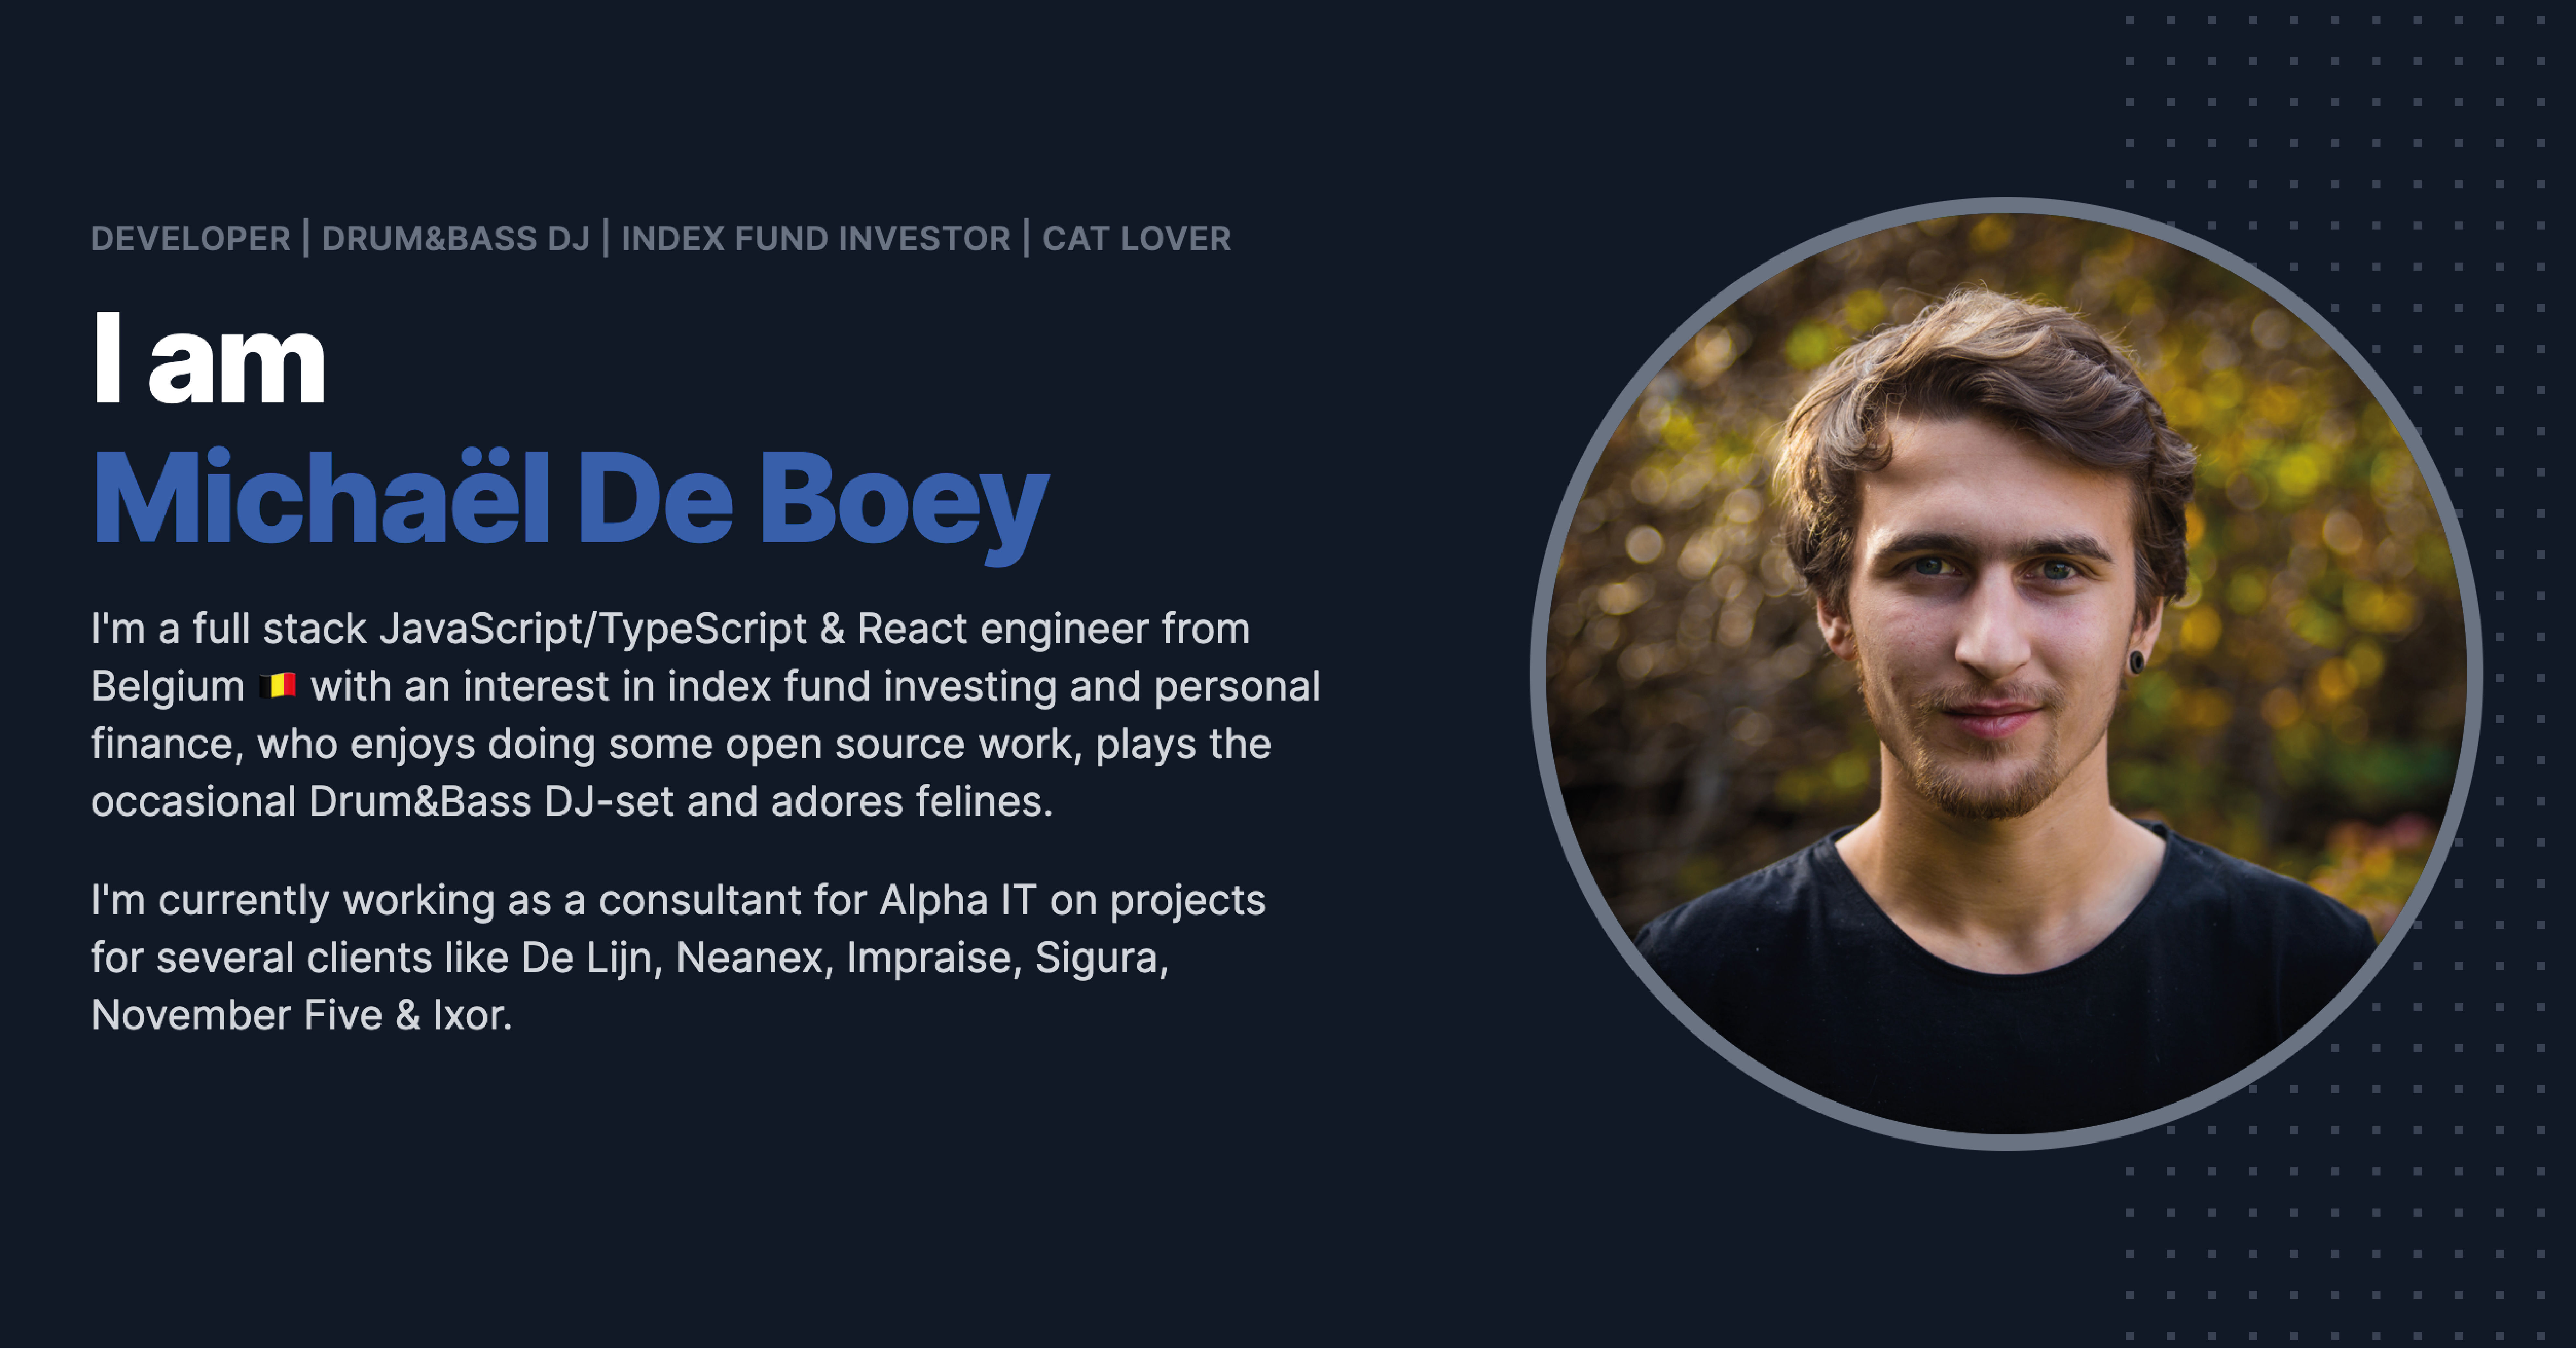 DEVELOPER | DRUM&BASS DJ | INDEX FUND INVESTOR | CAT LOVER
I am
Michaël De Boey
I'm a full stack JavaScript/TypeScript & React engineer from
Belgium 🇧🇪 with an interest in index fund investing and personal
finance, who enjoys doing some open source work, plays the
occasional Drum&Bass DJ-set and adores felines.
I'm currently working as a consultant for Alpha IT on projects
for several clients like De Lijn, Neanex, Impraise, Sigura,
November Five & Ixor.